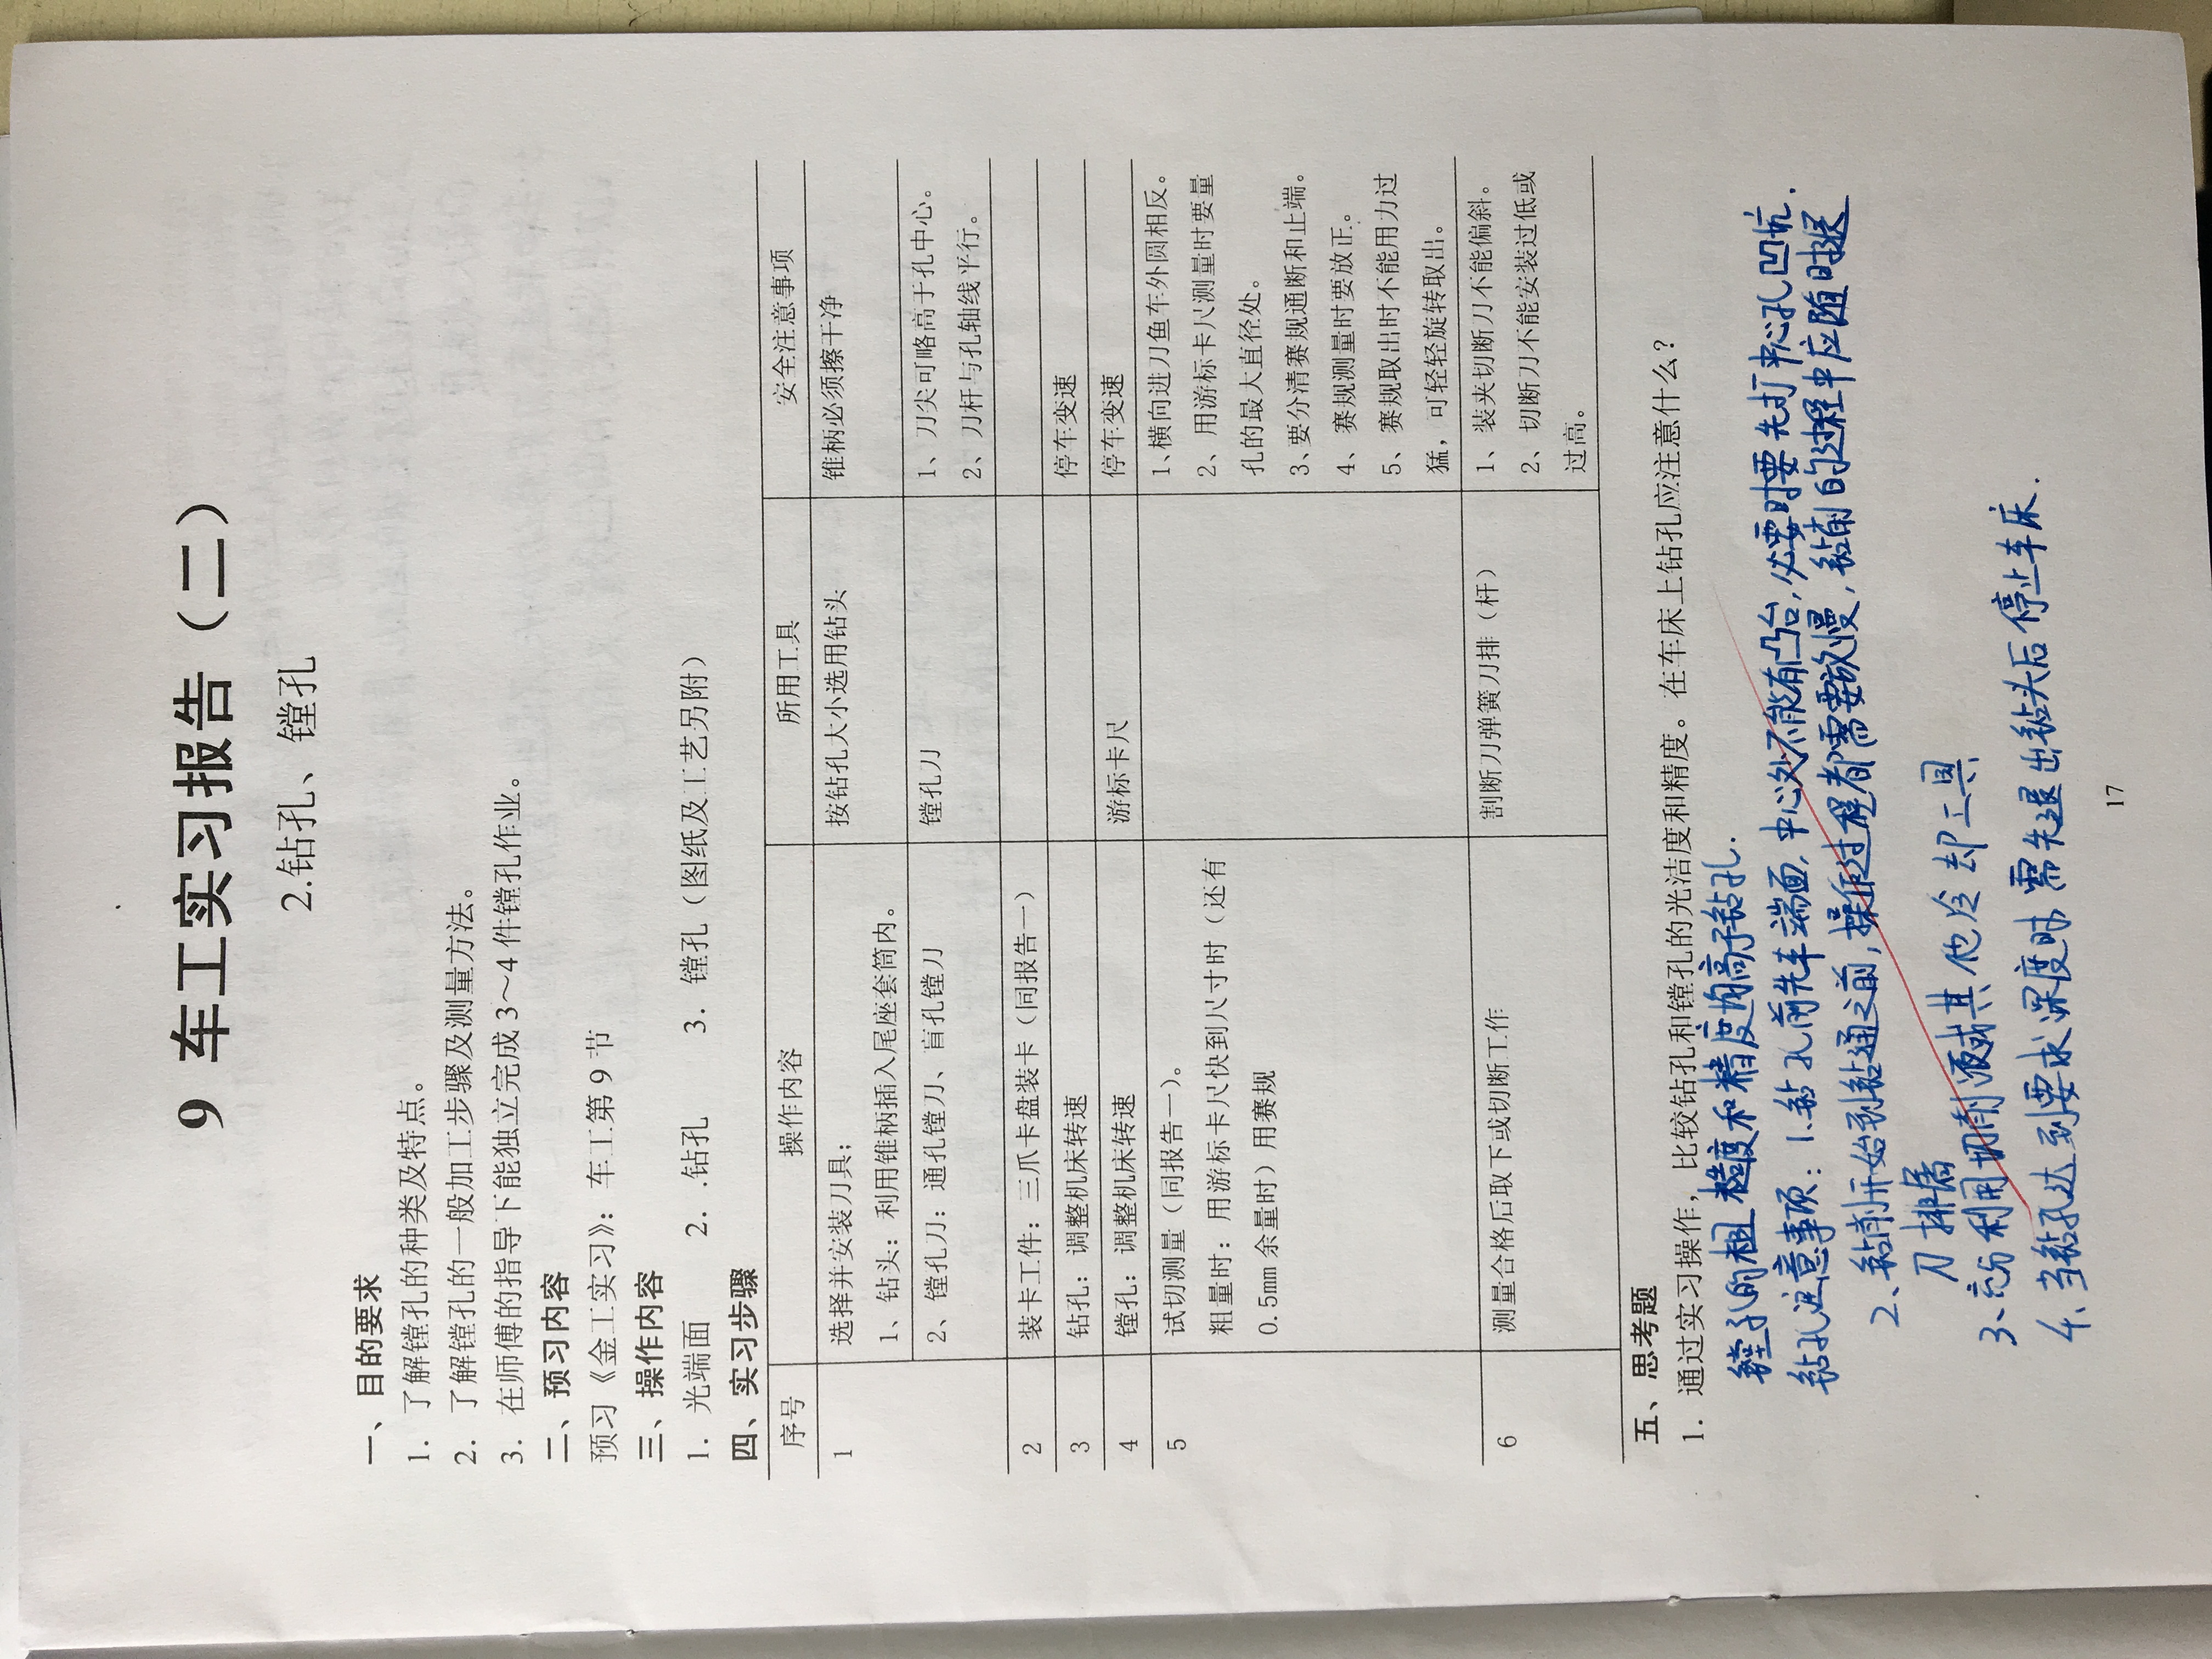 9 车工实习报告（二）
2.钻孔、镗孔
一、目的要求
1．了解镗孔的种类及特点。
2．了解镗孔的一般加工步骤及测量方法。
3．在师傅的指导下能独立完成 3～4 件镗孔作业。
二、预习内容
预习《金工实习》：车工第 9 节
三、操作内容
1．光端面 2．.钻孔 3．镗孔（图纸及工艺另附）
四、实习步骤
序号 操作内容 所用工具 安全注意事项
1 选择并安装刀具； 按钻孔大小选用钻头 锥柄必须擦干净
1、钻头：利用锥柄插入尾座套筒内。
2、镗孔刀：通孔镗刀、盲孔镗刀 镗孔刀 1、刀尖可略高于孔中心。
2、刀杆与孔轴线平行。
2 装卡工件：三爪卡盘装卡（同报告一）
3 钻孔：调整机床转速 停车变速
4 镗孔：调整机床转速 游标卡尺 停车变速
5 试切测量（同报告一）。 1、横向进刀鱼车外圆相反。
粗量时：用游标卡尺快到尺寸时（还有 2、用游标卡尺测量时要量
0.5mm 余量时）用赛规 孔的最大直径处。
3、要分清赛规通断和止端。
4、赛规测量时要放正。
5、赛规取出时不能用力过
猛，可轻轻旋转取出。
6 测量合格后取下或切断工作 割断刀弹簧刀排（杆） 1、装夹切断刀不能偏斜。
2、切断刀不能安装过低或
过高。
五、思考题
1．通过实习操作，比较钻孔和镗孔的光洁度和精度。在车床上钻孔应注意什么？
镗孔的粗糙度和精度均高于钻孔.
钻孔注意事项：1.钻孔前先车端面, 中心处不能有凸台, 必要时要先打中心孔凹坑.
2、钻削开始到钻通之前, 操作过程都需要放慢, 钻削的过程中应随时退
刀排屑
3、充分利用切削液或其他冷却工具
4、当钻孔达到要求深度时 需先退出钻头后停止车床.
17